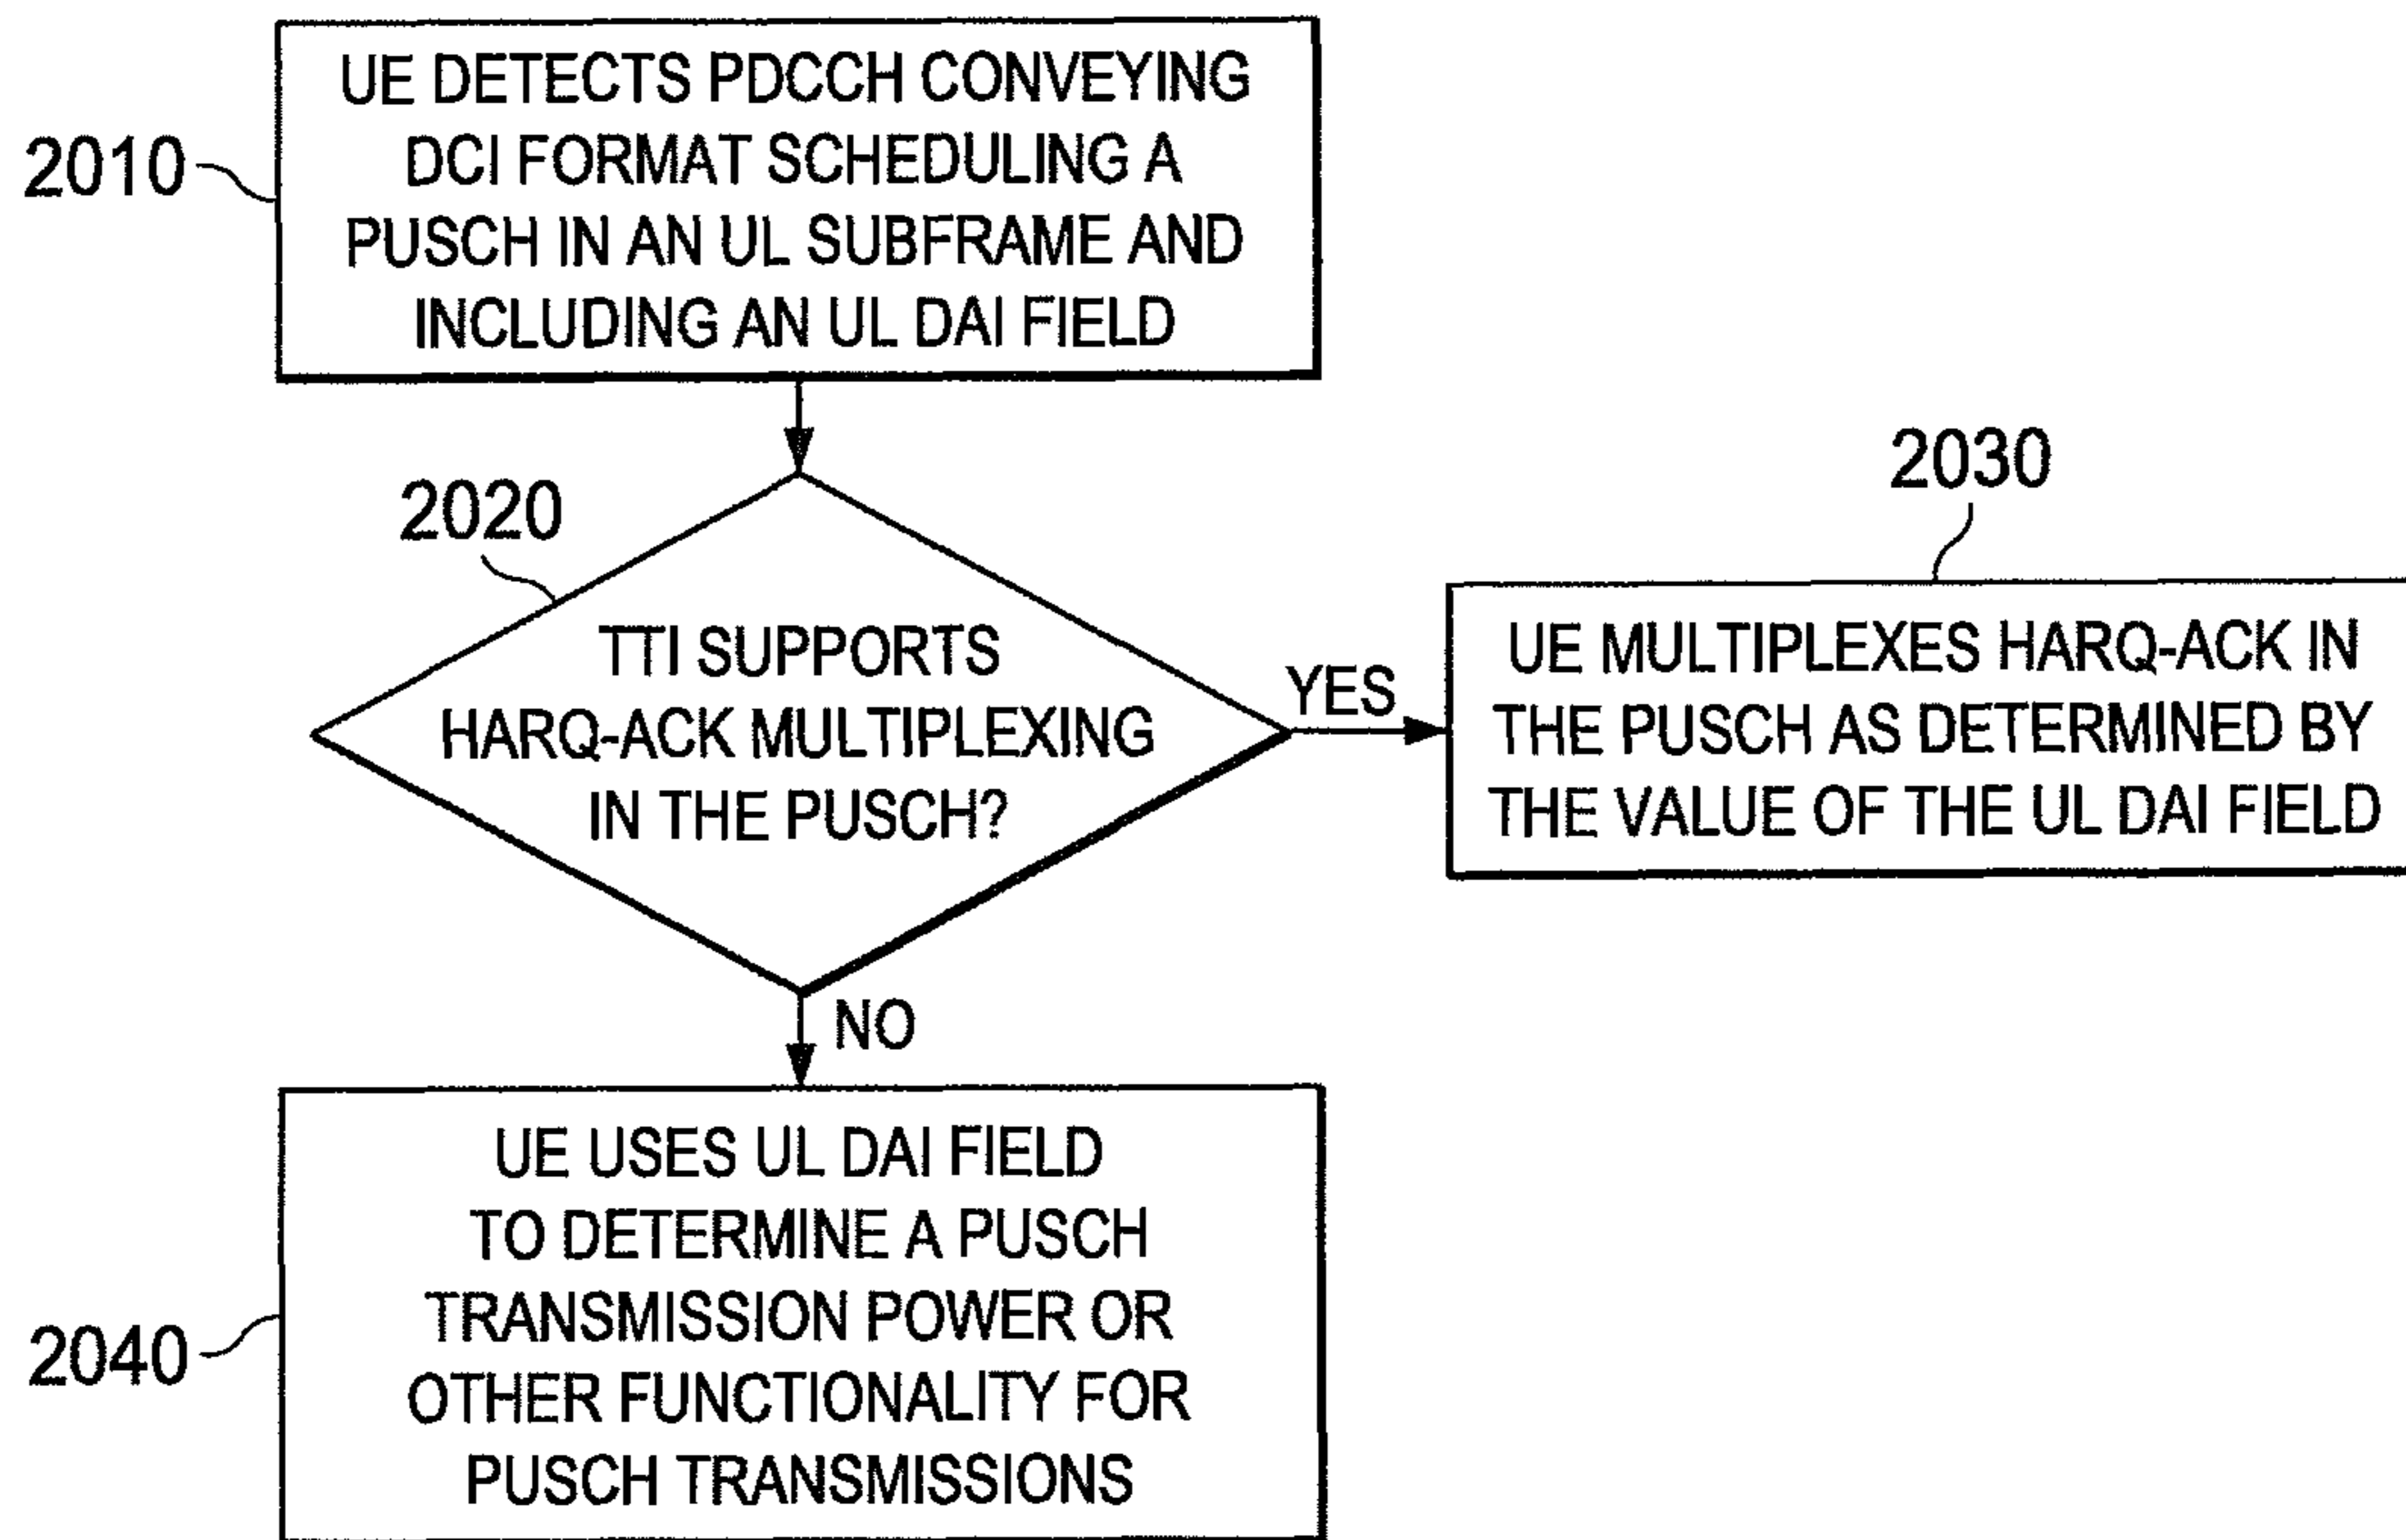 2010
UE DETECTS PDCCH CONVEYING
DCI FORMAT SCHEDULING A
PUSCH IN AN UL SUBFRAME AND
INCLUDING AN UL DAI FIELD
2020
TTI SUPPORTS
HARQ-ACK MULTIPLEXING
IN THE PUSCH?
YES
2030
UE MULTIPLEXES HARQ-ACK IN
THE PUSCH AS DETERMINED BY
THE VALUE OF THE UL DAI FIELD
NO
2040
UE USES UL DAI FIELD
TO DETERMINE A PUSCH
TRANSMISSION POWER OR
OTHER FUNCTIONALITY FOR
PUSCH TRANSMISSIONS